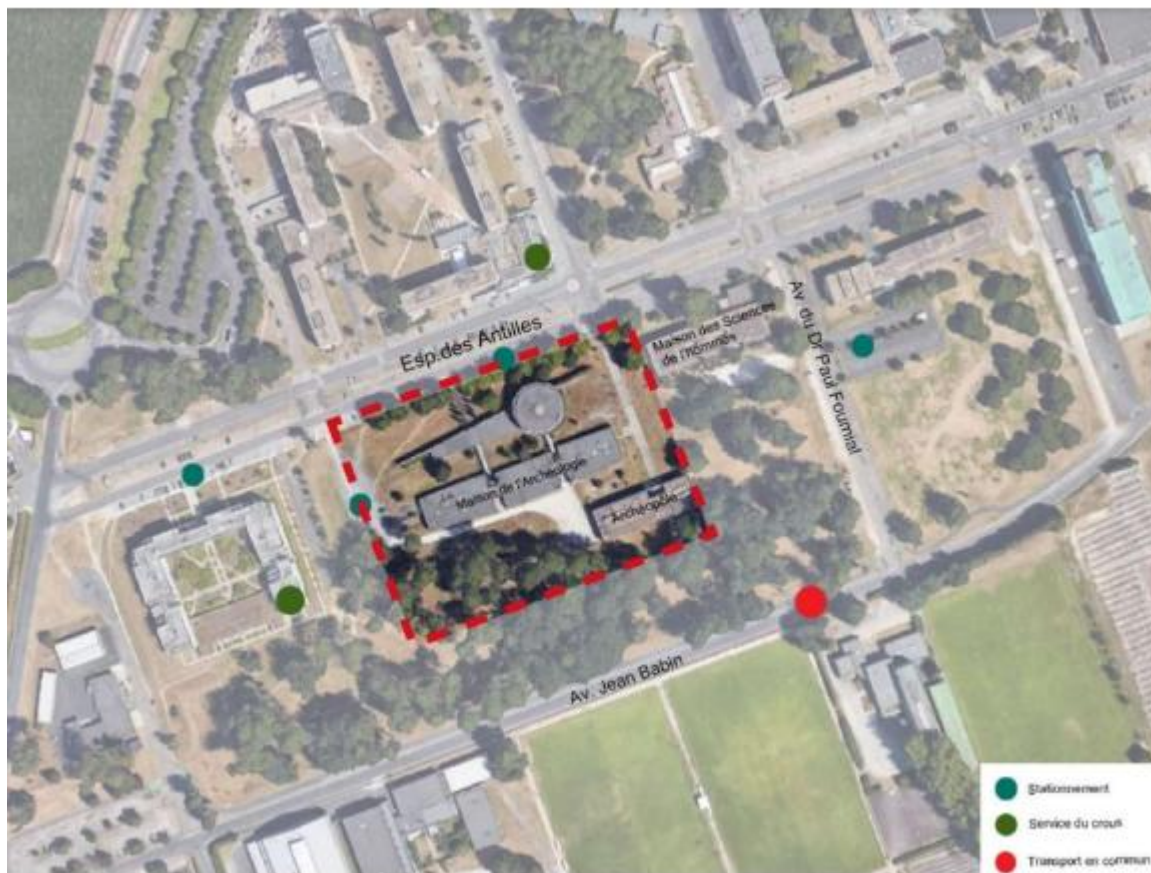 Esp.des Antilles
Maison des Sciences
de l'Homme
Av du Dr Paul Fournial
Maison de l'Archéologie
Archéopôle
Av. Jean Babin
Stationnement
Service du crous
Transport en commun